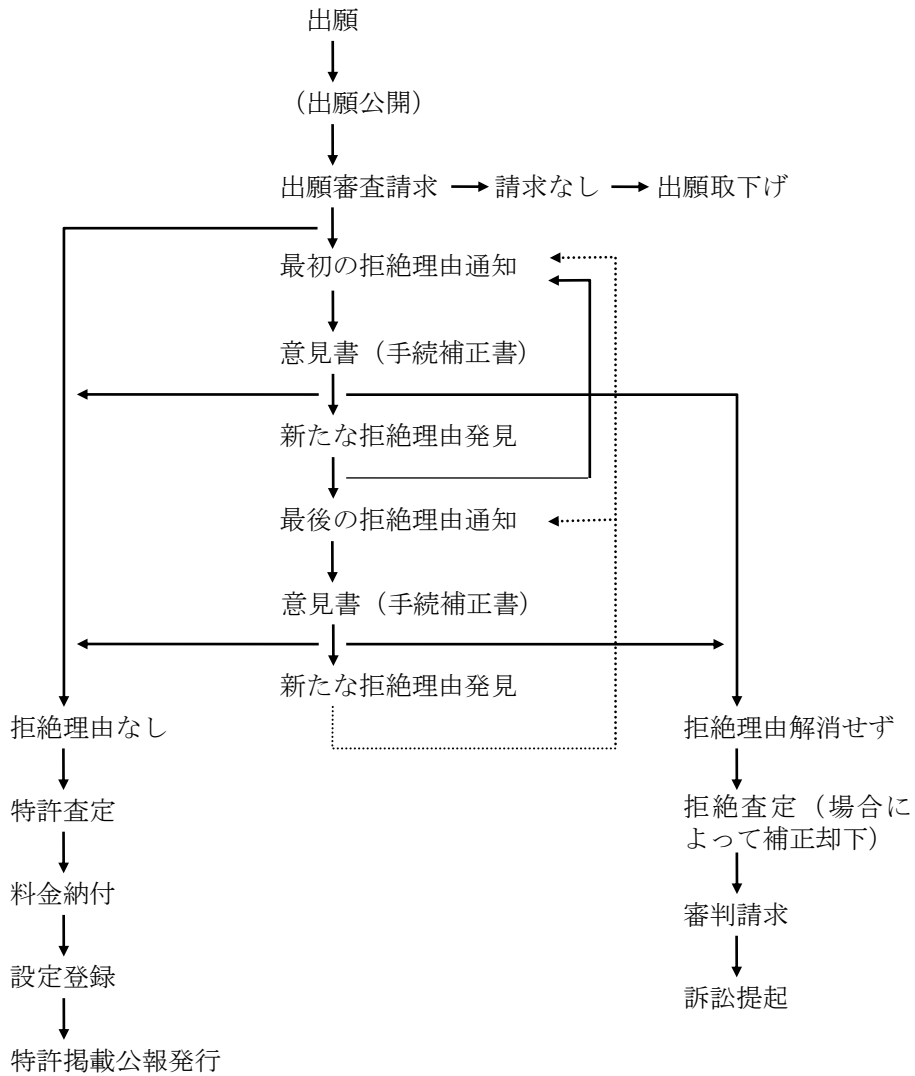 出願
（出願公開）
出願審査請求
請求なし
出願取下げ
最初の拒絶理由通知
意見書（手続補正書）
新たな拒絶理由発見
最後の拒絶理由通知
意見書（手続補正書）
新たな拒絶理由発見
拒絶理由なし
特許査定
料金納付
設定登録
特許掲載公報発行
拒絶理由解消せず
拒絶査定（場合に
よって補正却下）
審判請求
訴訟提起